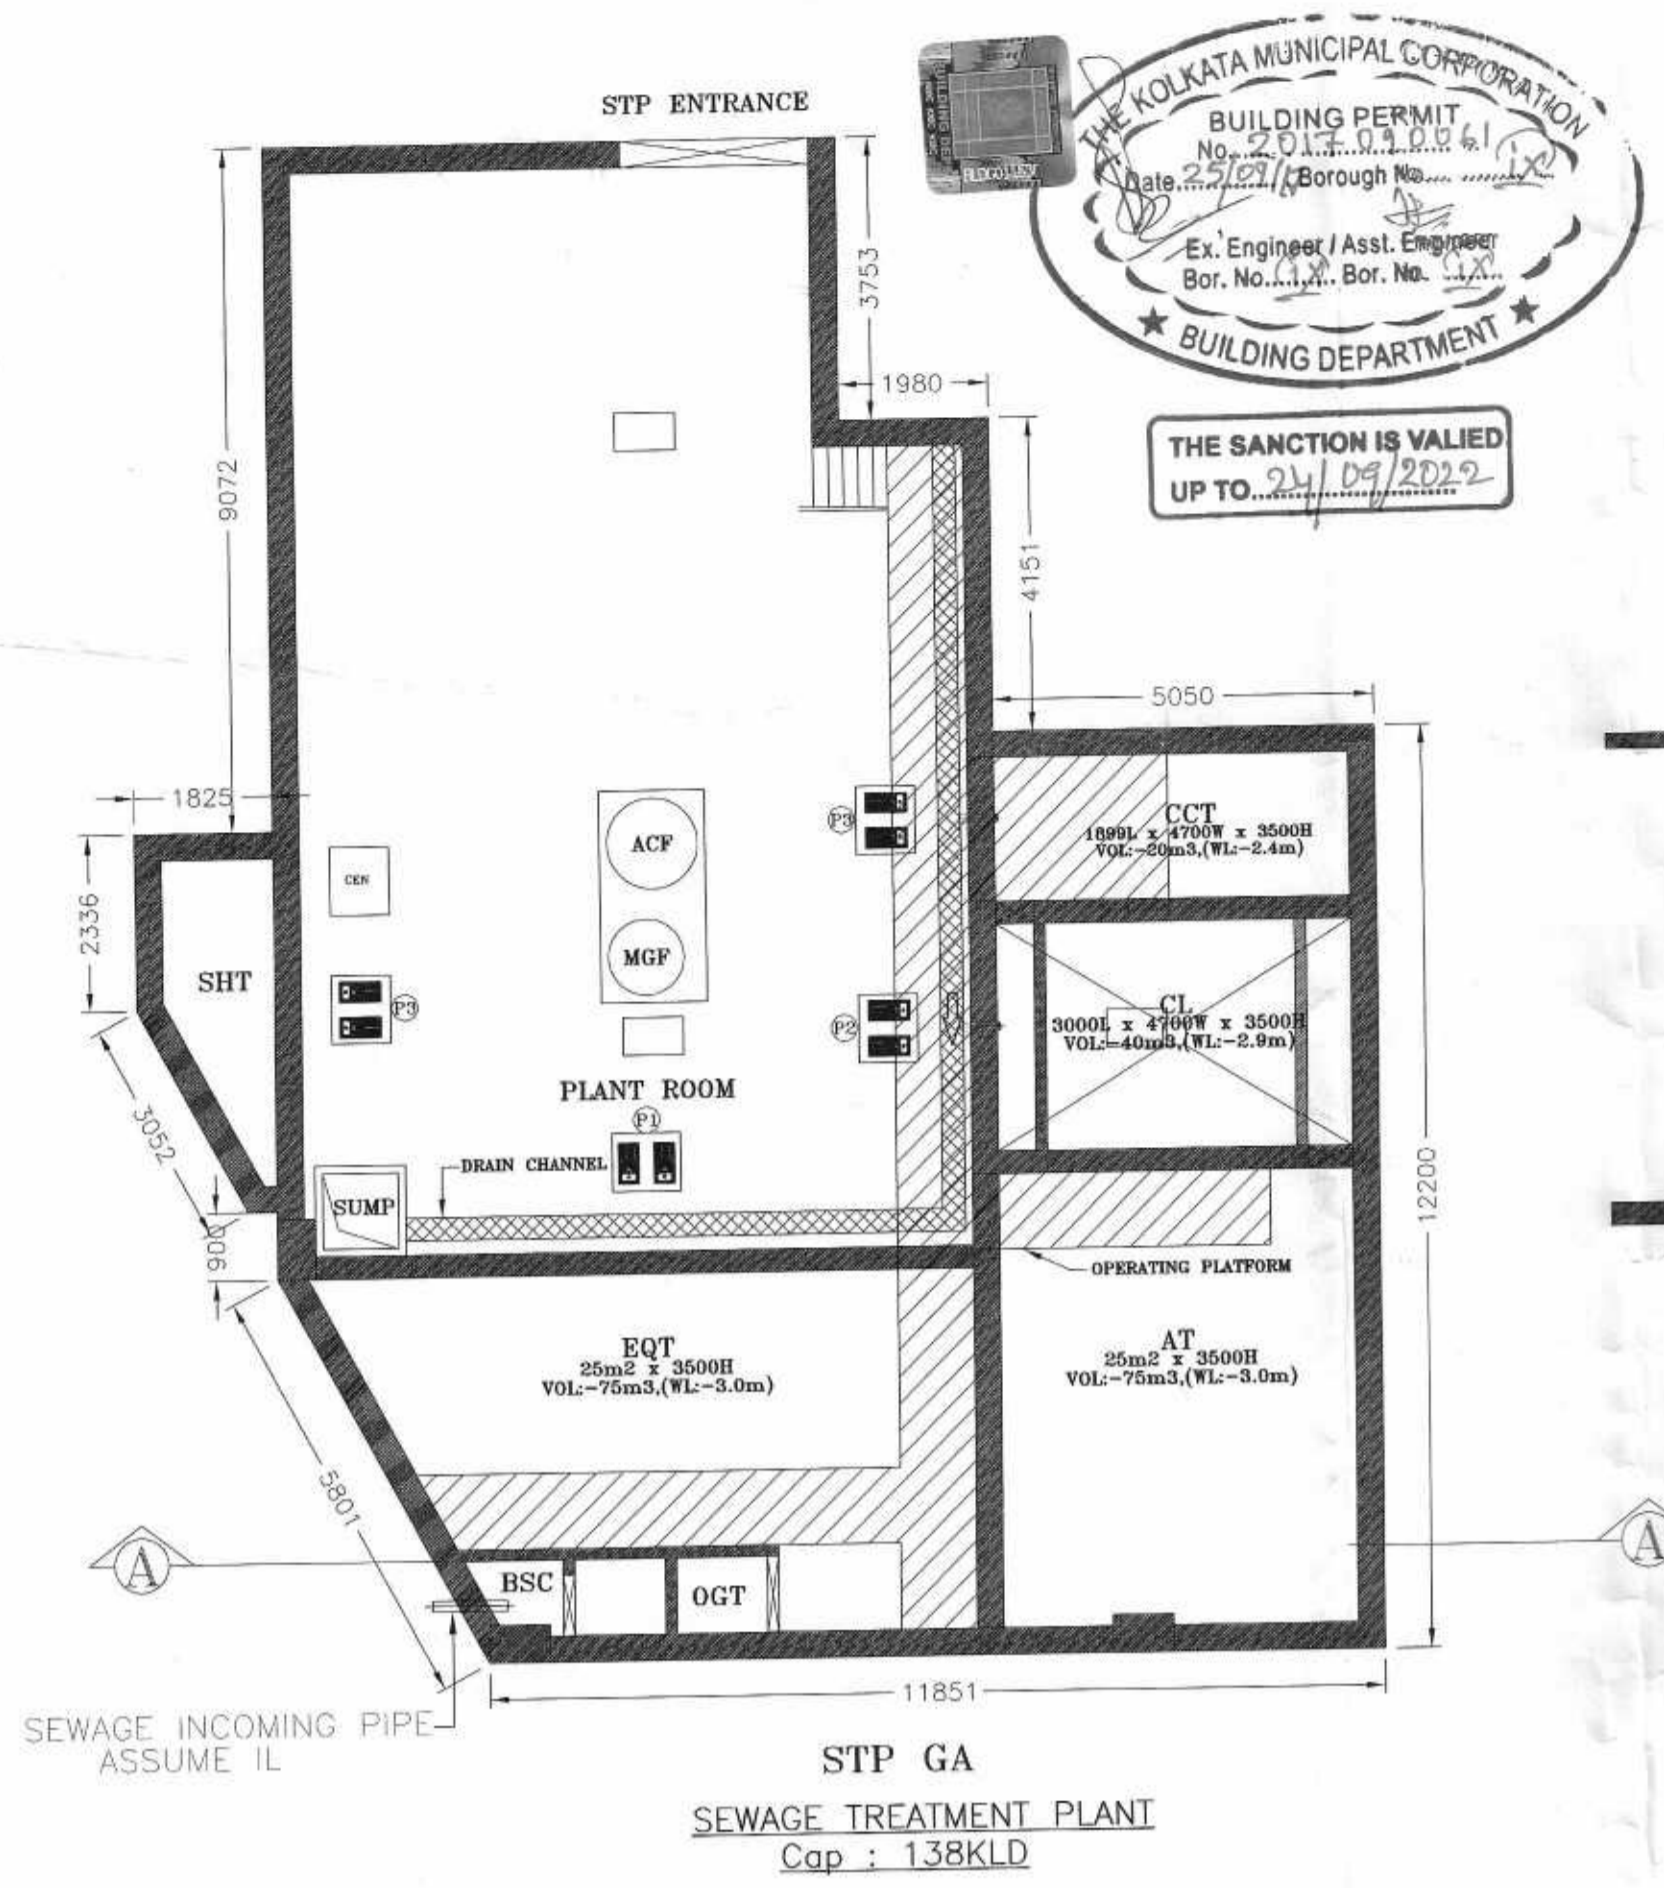 STP ENTRANCE
THE KOLKATA MUNICIPAL CORPORATION
BUILDING PERMIT
No. 2017090061
Date 25/09/17 Borough No. IX
Ex. Engineer / Asst. Engineer
Bor. No. IX Bor. No. IX
★ BUILDING DEPARTMENT ★
THE SANCTION IS VALIED
UP TO 24/09/2022
3753
1980
9072
4151
5050
1825
2336
3052
900
5801
12200
11851
ACF
MGF
CEN
P3
P3
P2
P1
SHT
PLANT ROOM
DRAIN CHANNEL
SUMP
CCT
1899L x 4700W x 3500H
VOL:-20m3,(WL:-2.4m)
CL
3000L x 4700W x 3500H
VOL:-40m3,(WL:-2.9m)
OPERATING PLATFORM
EQT
25m2 x 3500H
VOL:-75m3,(WL:-3.0m)
AT
25m2 x 3500H
VOL:-75m3,(WL:-3.0m)
A
A
BSC
OGT
SEWAGE INCOMING PIPE
ASSUME IL
STP GA
SEWAGE TREATMENT PLANT
Cap : 138KLD